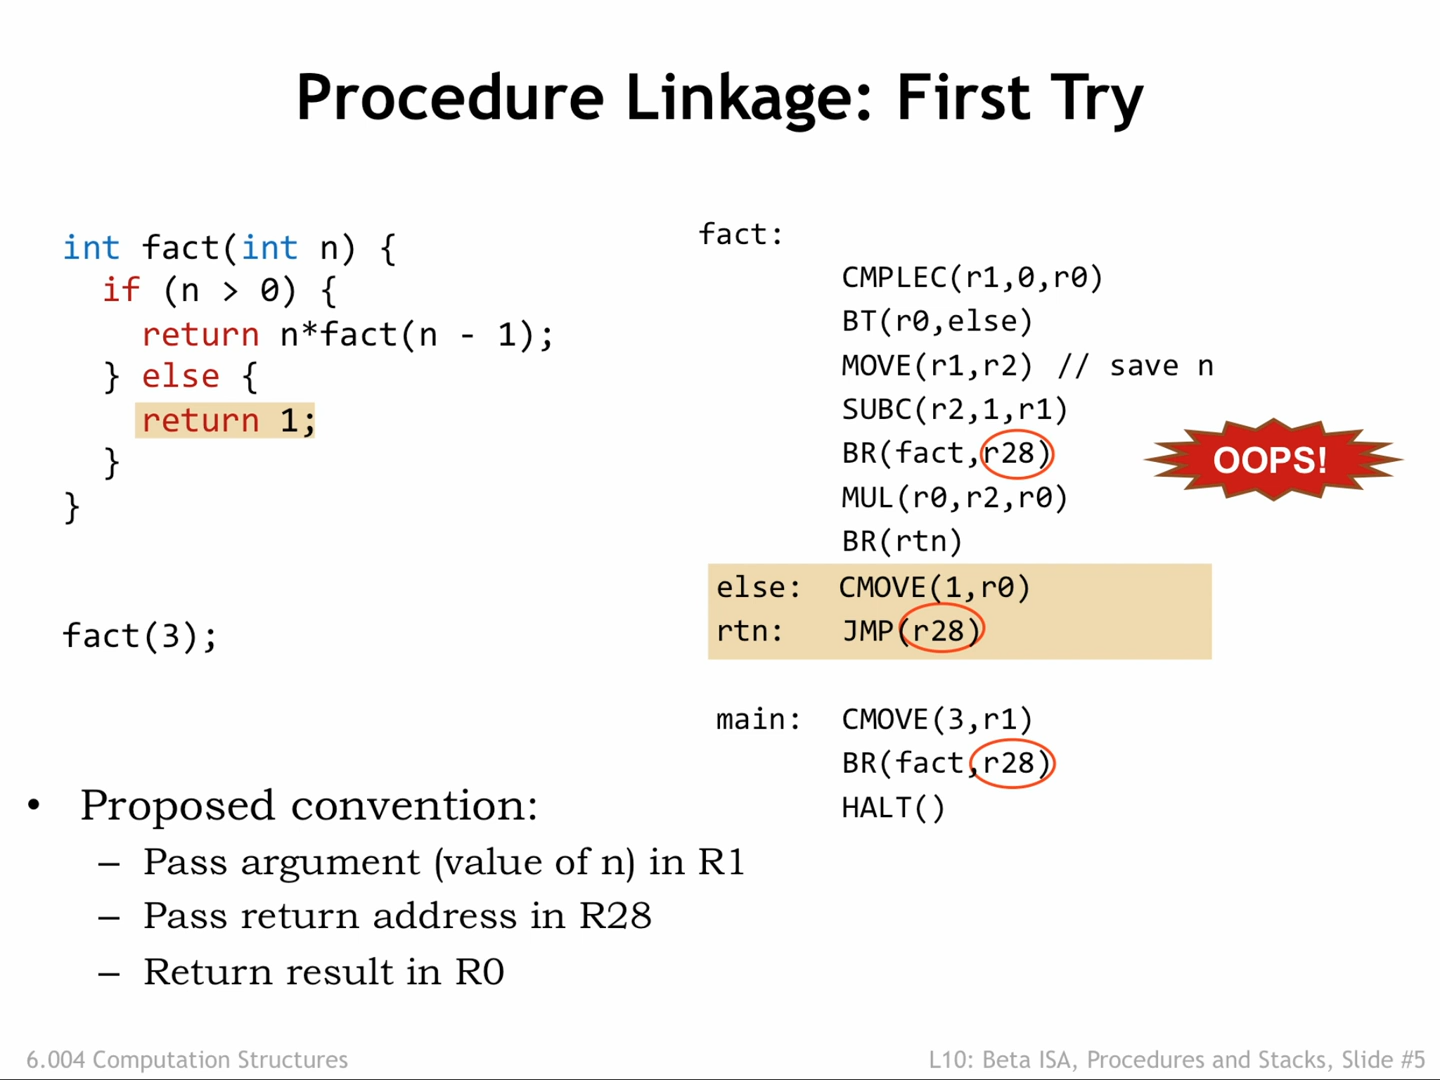 Procedure Linkage: First Try
int fact(int n) {
if (n > 0) {
return n*fact(n - 1);
} else {
return 1;
}
}
fact(3);
fact:
CMPLEC(r1,0,r0)
BT(r0,else)
MOVE(r1,r2) // save n
SUBC(r2,1,r1)
BR(fact,r28)
OOPS!
MUL(r0,r2,r0)
BR(rtn)
else: CMOVE(1,r0)
rtn: JMP(r28)
main: CMOVE(3,r1)
BR(fact,r28)
HALT()
• Proposed convention:
– Pass argument (value of n) in R1
– Pass return address in R28
– Return result in R0
6.004 Computation Structures
L10: Beta ISA, Procedures and Stacks, Slide #5